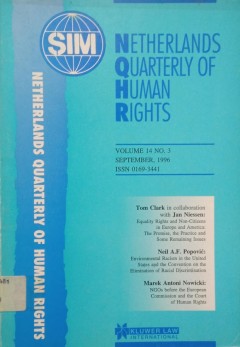 SIM
NETHERLANDS
QUARTERLY OF
HUMAN
RIGHTS
NETHERLANDS QUARTERLY OF HUMAN RIGHTS
VOLUME 14 NO. 3
SEPTEMBER, 1996
ISSN 0169-3441
Tom Clark in collaboration
with Jan Niessen:
Equality Rights and Non-Citizens
in Europe and America:
The Promise, the Practice and
Some Remaining Issues
Neil A.F. Popović:
Environmental Racism in the United
States and the Convention on the
Elimination of Racial Discrimination
Marek Antoni Nowicki:
NGOs before the European
Commission and the Court
of Human Rights
KLUWER LAW
INTERNATIONAL